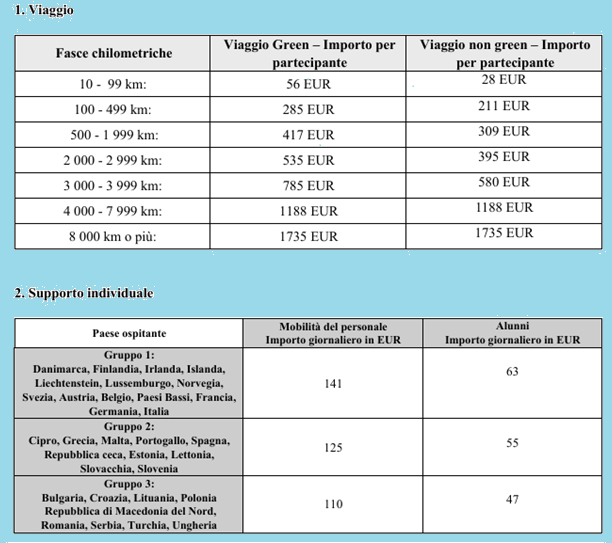 1. Viaggio
Fasce chilometriche
Viaggio Green – Importo per
partecipante
Viaggio non green – Importo
per partecipante
10 - 99 km:
56 EUR
28 EUR
100 - 499 km:
285 EUR
211 EUR
500 - 1 999 km:
417 EUR
309 EUR
2 000 - 2 999 km:
535 EUR
395 EUR
3 000 - 3 999 km:
785 EUR
580 EUR
4 000 - 7 999 km:
1188 EUR
1188 EUR
8 000 km o più:
1735 EUR
1735 EUR
2. Supporto individuale
Paese ospitante
Mobilità del personale
Importo giornaliero in EUR
Alunni
Importo giornaliero in EUR
Gruppo 1:
Danimarca, Finlandia, Irlanda, Islanda,
Liechtenstein, Lussemburgo, Norvegia,
Svezia, Austria, Belgio, Paesi Bassi, Francia,
Germania, Italia
141
63
Gruppo 2:
Cipro, Grecia, Malta, Portogallo, Spagna,
Repubblica ceca, Estonia, Lettonia,
Slovacchia, Slovenia
125
55
Gruppo 3:
Bulgaria, Croazia, Lituania, Polonia
Repubblica di Macedonia del Nord,
Romania, Serbia, Turchia, Ungheria
110
47